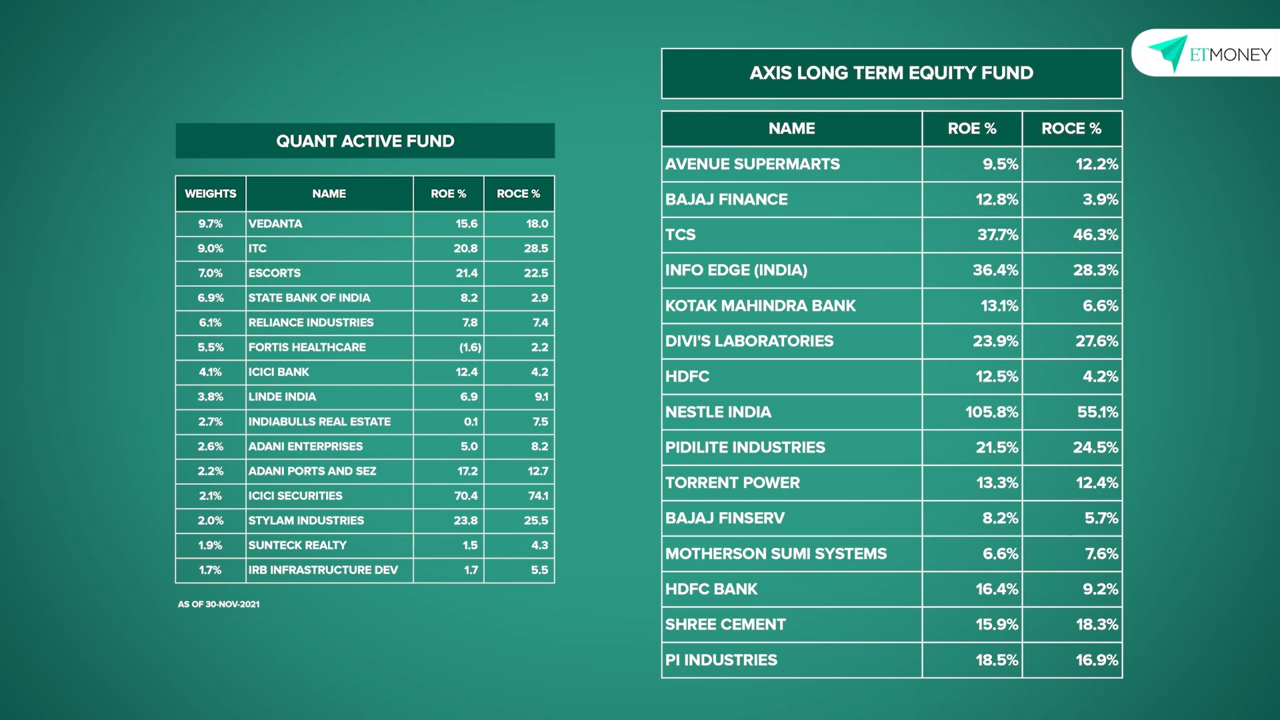 ETMONEY
QUANT ACTIVE FUND
WEIGHTS NAME ROE % ROCE %
9.7% VEDANTA 15.6 18.0
9.0% ITC 20.8 28.5
7.0% ESCORTS 21.4 22.5
6.9% STATE BANK OF INDIA 8.2 2.9
6.1% RELIANCE INDUSTRIES 7.8 7.4
5.5% FORTIS HEALTHCARE (1.6) 2.2
4.1% ICICI BANK 12.4 4.2
3.8% LINDE INDIA 6.9 9.1
2.7% INDIABULLS REAL ESTATE 0.1 7.5
2.6% ADANI ENTERPRISES 5.0 8.2
2.2% ADANI PORTS AND SEZ 17.2 12.7
2.1% ICICI SECURITIES 70.4 74.1
2.0% STYLAM INDUSTRIES 23.8 25.5
1.9% SUNTECK REALTY 1.5 4.3
1.7% IRB INFRASTRUCTURE DEV 1.7 5.5
AS OF 30-NOV-2021
AXIS LONG TERM EQUITY FUND
NAME ROE % ROCE %
AVENUE SUPERMARTS 9.5% 12.2%
BAJAJ FINANCE 12.8% 3.9%
TCS 37.7% 46.3%
INFO EDGE (INDIA) 36.4% 28.3%
KOTAK MAHINDRA BANK 13.1% 6.6%
DIVI'S LABORATORIES 23.9% 27.6%
HDFC 12.5% 4.2%
NESTLE INDIA 105.8% 55.1%
PIDILITE INDUSTRIES 21.5% 24.5%
TORRENT POWER 13.3% 12.4%
BAJAJ FINSERV 8.2% 5.7%
MOTHERSON SUMI SYSTEMS 6.6% 7.6%
HDFC BANK 16.4% 9.2%
SHREE CEMENT 15.9% 18.3%
PI INDUSTRIES 18.5% 16.9%